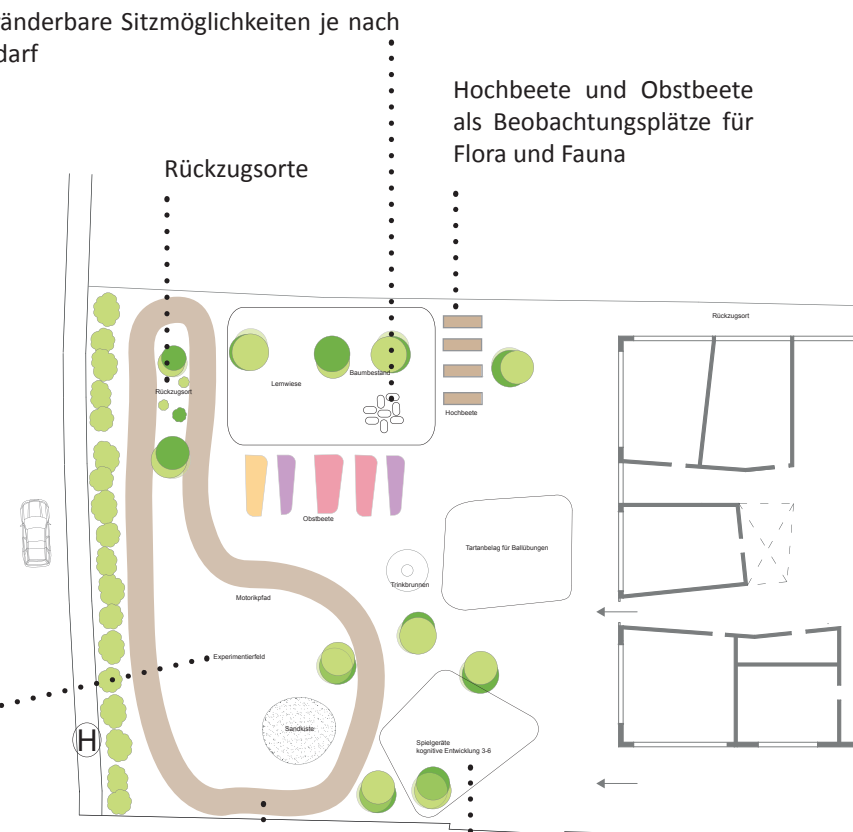 änderbare Sitzmöglichkeiten je nach
darf
Hochbeete und Obstbeete
als Beobachtungsplätze für
Flora und Fauna
Rückzugsorte
Rückzugsort
Baumbestand
Lernwiese
Rückzugsort
Hochbeete
Obstbeete
Tartanbelag für Ballübungen
Trinkbrunnen
Motorikpfad
Experimentierfeld
Sandkiste
H
Spielgeräte
kognitive Entwicklung 3-6